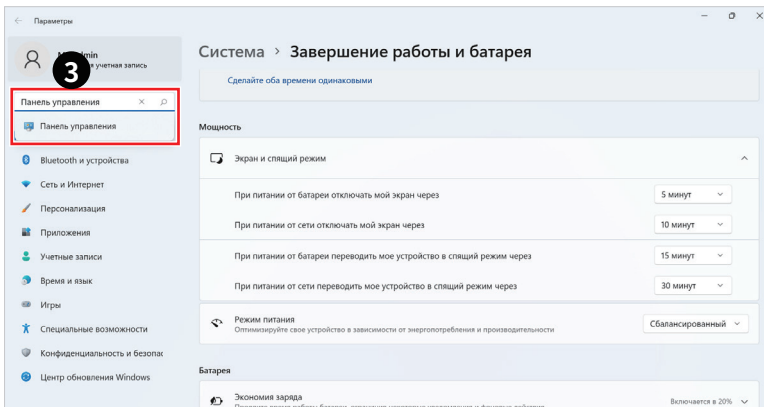 Параметры
Система > Завершение работы и батарея
учетная запись
3
Сделайте оба времени одинаковыми
Панель управления
Панель управления
Bluetooth и устройства
Сеть и Интернет
Персонализация
Приложения
Учетные записи
Время и язык
Игры
Специальные возможности
Конфиденциальность и безопас
Центр обновления Windows
Мощность
Экран и спящий режим
При питании от батареи отключать мой экран через
5 минут
При питании от сети отключать мой экран через
10 минут
При питании от батареи переводить мое устройство в спящий режим через
15 минут
При питании от сети переводить мое устройство в спящий режим через
30 минут
Режим питания
Оптимизируйте свое устройство в зависимости от энергопотребления и производительности
Сбалансированный
Батарея
Экономия заряда
Включается в 20%